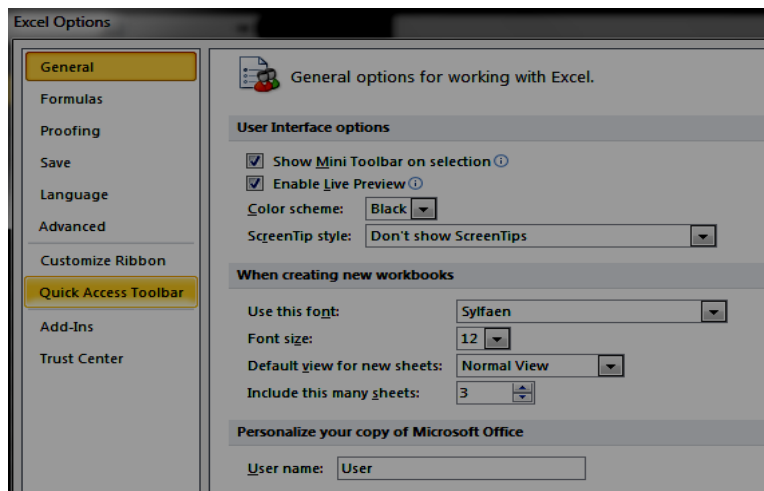 Excel Options
General
Formulas
Proofing
Save
Language
Advanced
Customize Ribbon
Quick Access Toolbar
Add-Ins
Trust Center
General options for working with Excel.
User Interface options
Show Mini Toolbar on selection
Enable Live Preview
Color scheme: Black
ScreenTip style: Don't show ScreenTips
When creating new workbooks
Use this font: Sylfaen
Font size: 12
Default view for new sheets: Normal View
Include this many sheets: 3
Personalize your copy of Microsoft Office
User name: User